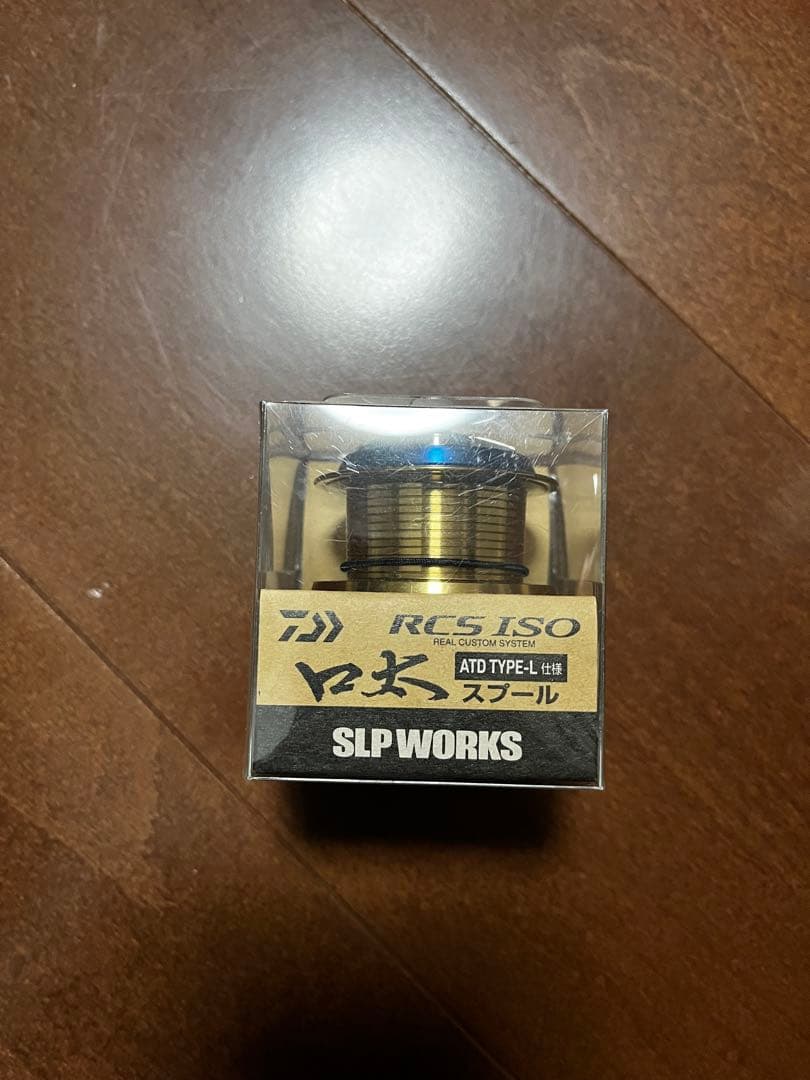 RCS ISO
REAL CUSTOM SYSTEM
口太 ATD TYPE-L 仕様
スプール
SLP WORKS